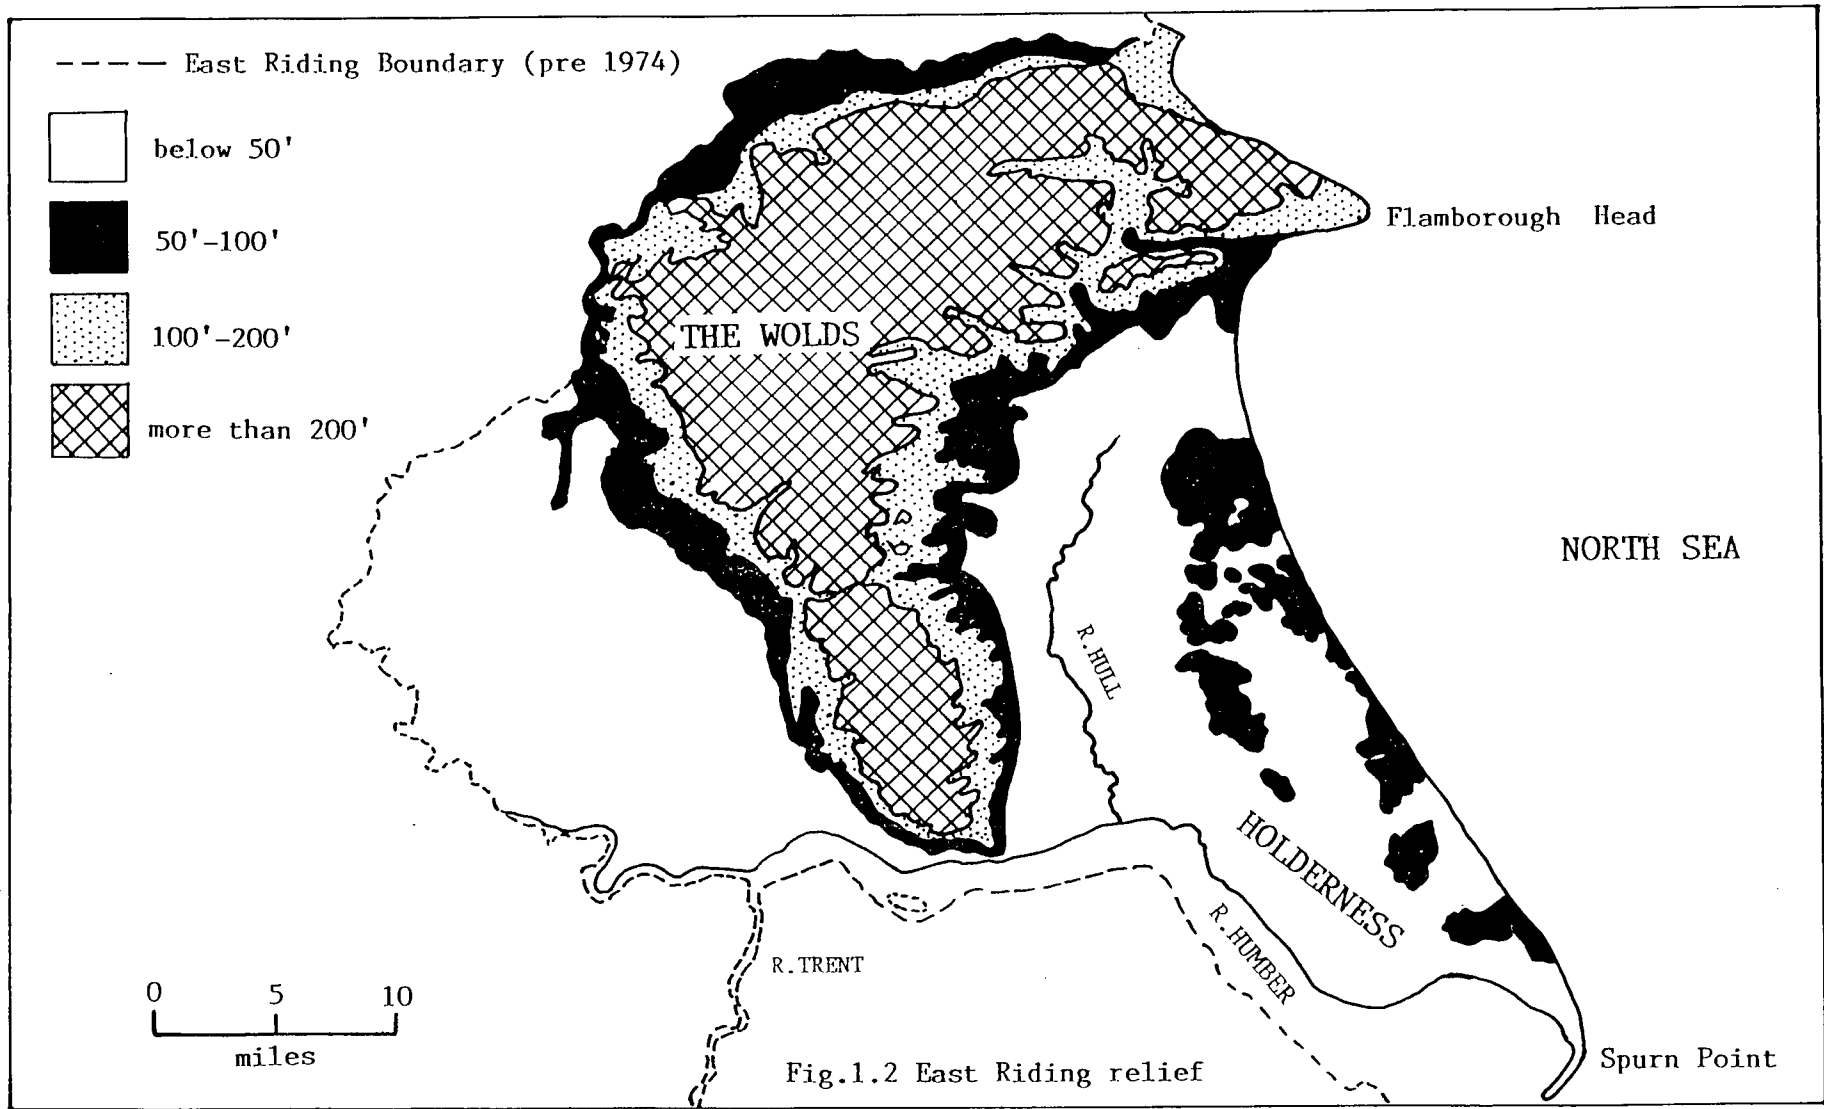 East Riding Boundary (pre 1974)
below 50'
50'-100'
100'-200'
more than 200'
Flamborough Head
THE WOLDS
NORTH SEA
R.HULL
HOLDERNESS
R.HUMBER
R.TRENT
0 5 10
miles
Fig.1.2 East Riding relief
Spurn Point